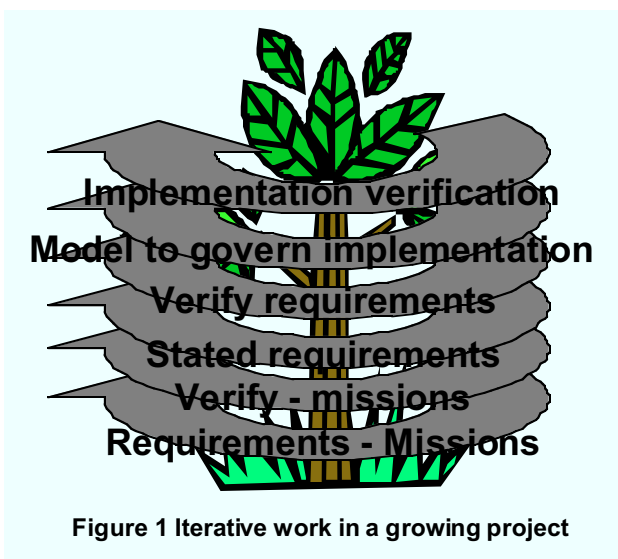 Implementation verification
Model to govern implementation
Verify requirements
Stated requirements
Verify - missions
Requirements - Missions
Figure 1 Iterative work in a growing project